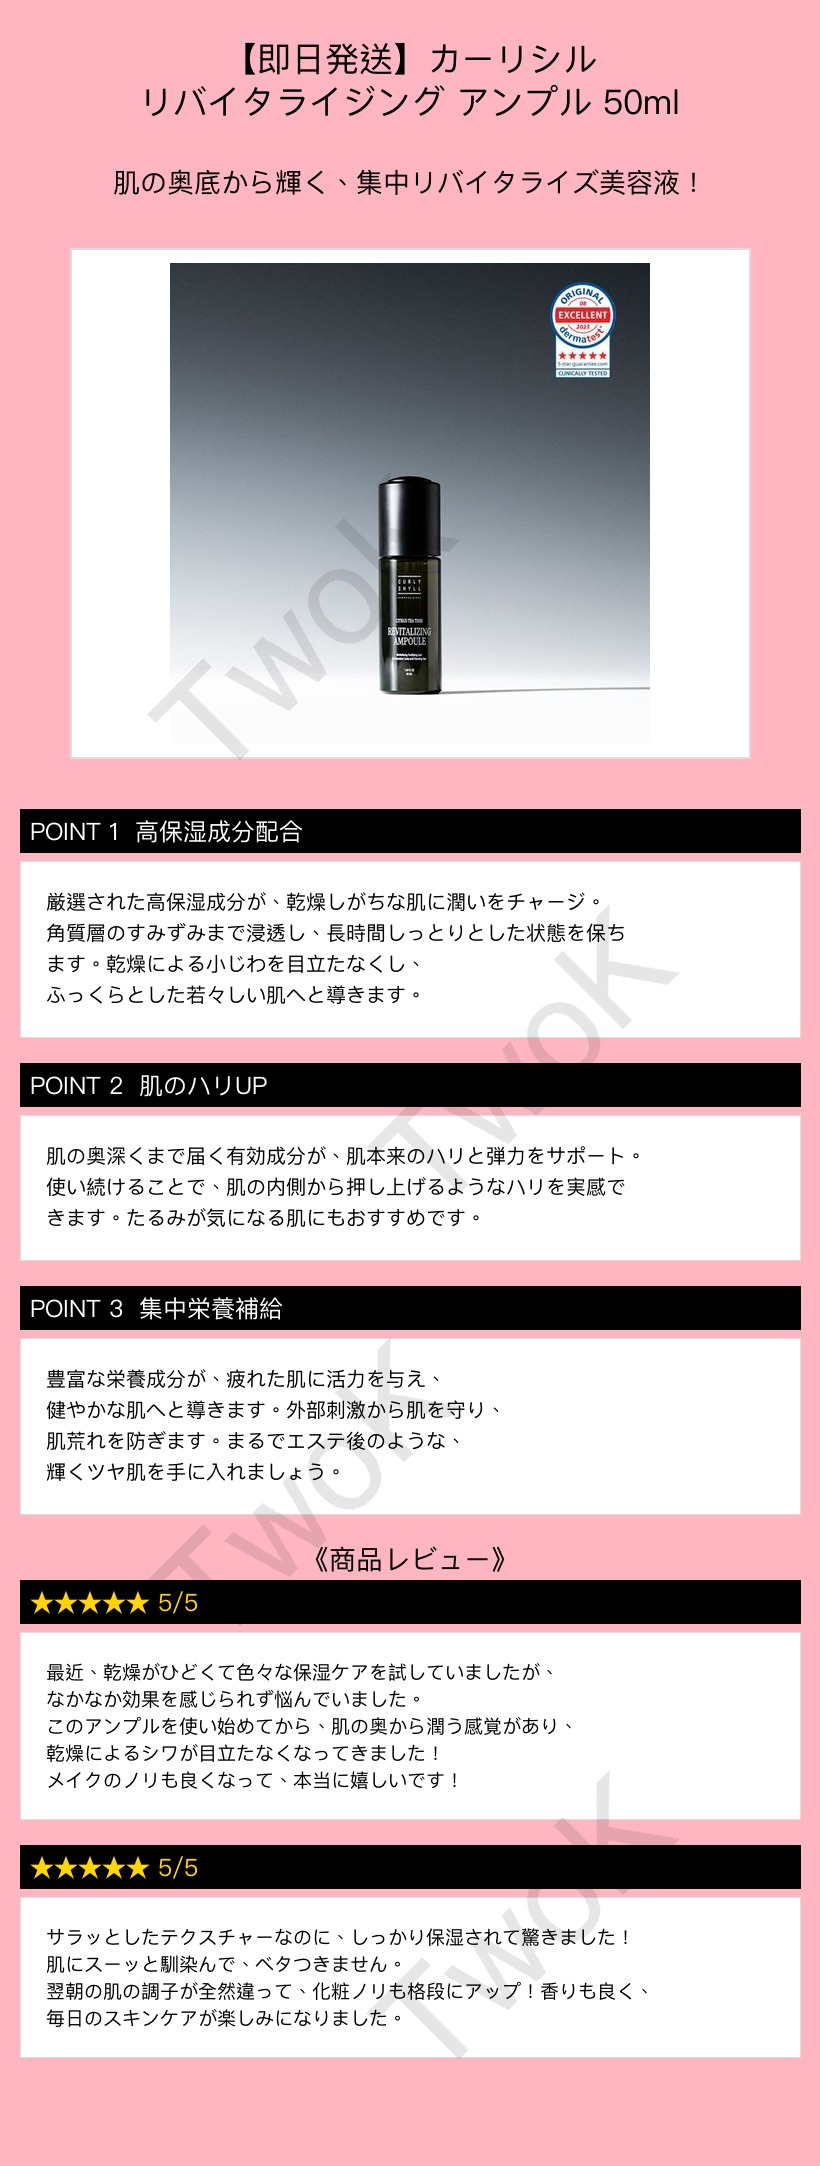 【即日発送】カーリシル
リバイタライジング アンプル 50ml
肌の奥底から輝く、集中リバイタライズ美容液！
ORIGINAL
08
EXCELLENT
2023
dermatest
★★★★★
5-star-guarantee.com
CLINICALLY TESTED
CURLY
SHYLL
CITRUS TEA TREE
REVITALIZING
AMPOULE
TwoK
POINT 1 高保湿成分配合
厳選された高保湿成分が、乾燥しがちな肌に潤いをチャージ。
角質層のすみずみまで浸透し、長時間しっとりとした状態を保ち
ます。乾燥による小じわを目立たなくし、
ふっくらとした若々しい肌へと導きます。
TwoK
POINT 2 肌のハリUP
肌の奥深くまで届く有効成分が、肌本来のハリと弾力をサポート。
使い続けることで、肌の内側から押し上げるようなハリを実感で
きます。たるみが気になる肌にもおすすめです。
POINT 3 集中栄養補給
豊富な栄養成分が、疲れた肌に活力を与え、
健やかな肌へと導きます。外部刺激から肌を守り、
肌荒れを防ぎます。まるでエステ後のような、
輝くツヤ肌を手に入れましょう。
TwoK
《商品レビュー》
★★★★★ 5/5
最近、乾燥がひどくて色々な保湿ケアを試していましたが、
なかなか効果を感じられず悩んでいました。
このアンプルを使い始めてから、肌の奥から潤う感覚があり、
乾燥によるシワが目立たなくなってきました！
メイクのノリも良くなって、本当に嬉しいです！
★★★★★ 5/5
サラッとしたテクスチャーなのに、しっかり保湿されて驚きました！
肌にスーッと馴染んで、ベタつきません。
翌朝の肌の調子が全然違って、化粧ノリも格段にアップ！香りも良く、
毎日のスキンケアが楽しみになりました。
TwoK